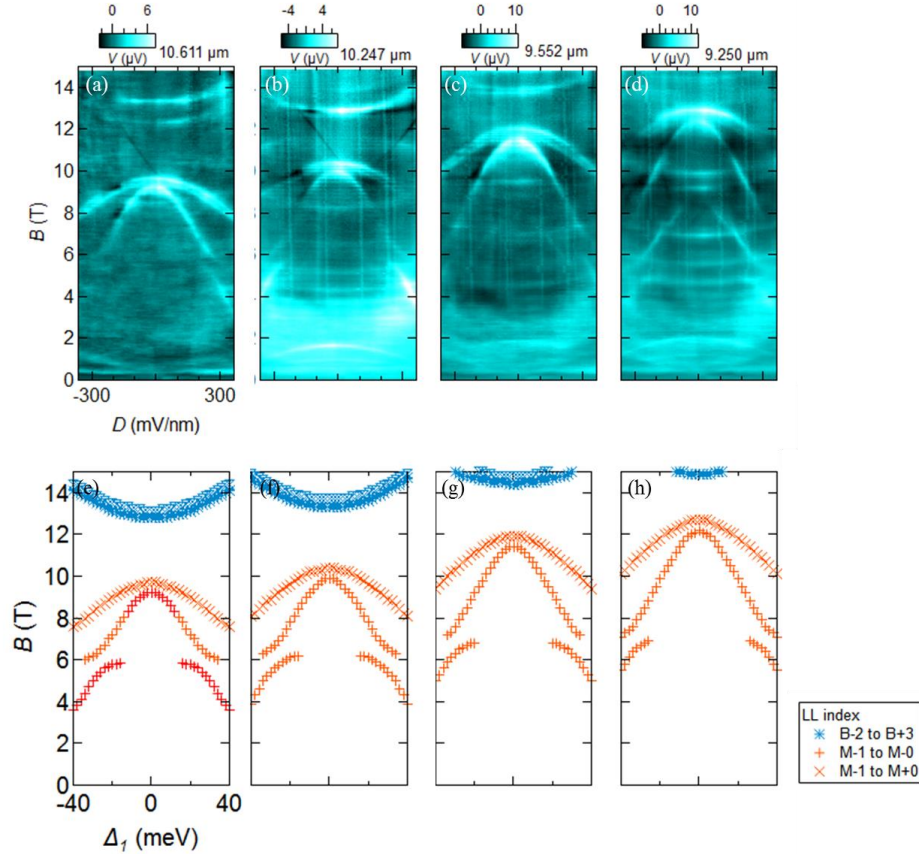 0 6
V (µV) 10.611 µm
-4 4
V (µV) 10.247 µm
0 10
V (µV) 9.552 µm
0 10
V (µV) 9.250 µm
(a)
(b)
(c)
(d)
14
12
10
8
6
4
2
0
B (T)
-300 300
D (mV/nm)
(e)
(f)
(g)
(h)
14
12
10
8
6
4
2
0
B (T)
-40 0 40
Δ1 (meV)
LL index
B-2 to B+3
M-1 to M-0
M-1 to M+0